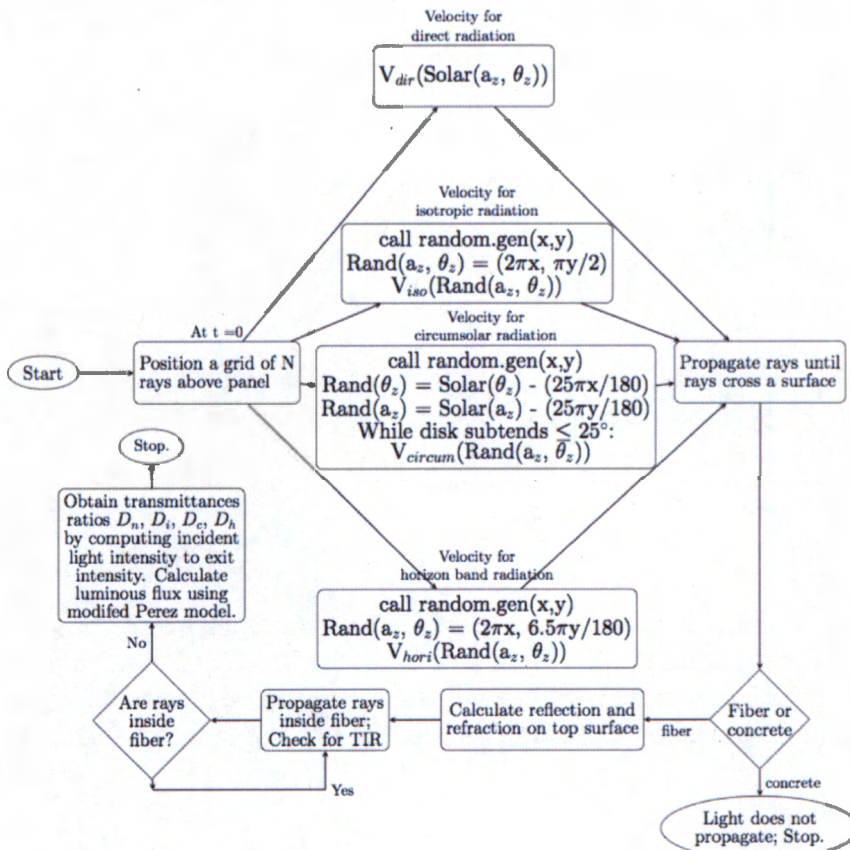 Velocity for
direct radiation
V_dir(Solar(a_z, θ_z))
Velocity for
isotropic radiation
call random.gen(x,y)
Rand(a_z, θ_z) = (2πx, πy/2)
V_iso(Rand(a_z, θ_z))
At t =0
Start
Position a grid of N
rays above panel
Velocity for
circumsolar radiation
call random.gen(x,y)
Rand(θ_z) = Solar(θ_z) - (25πx/180)
Rand(a_z) = Solar(a_z) - (25πy/180)
While disk subtends ≤ 25°:
V_circum(Rand(a_z, θ_z))
Propagate rays until
rays cross a surface
Velocity for
horizon band radiation
call random.gen(x,y)
Rand(a_z, θ_z) = (2πx, 6.5πy/180)
V_hori(Rand(a_z, θ_z))
Fiber or
concrete
concrete
Light does not
propagate; Stop.
fiber
Calculate reflection and
refraction on top surface
Propagate rays
inside fiber;
Check for TIR
Are rays
inside
fiber?
Yes
No
Obtain transmittances
ratios D_n, D_i, D_c, D_h
by computing incident
light intensity to exit
intensity. Calculate
luminous flux using
modifed Perez model.
Stop.